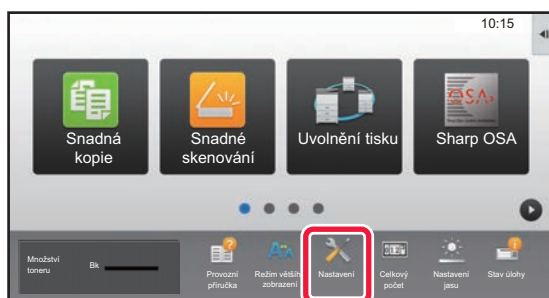 10:15
Snadná
kopie
Snadné
skenování
Uvolnění tisku
OSA
Sharp OSA
Množství
toneru
Bk
Provozní
příručka
Režim většího
zobrazení
Nastavení
Celkový
počet
Nastavení
jasu
Stav úlohy